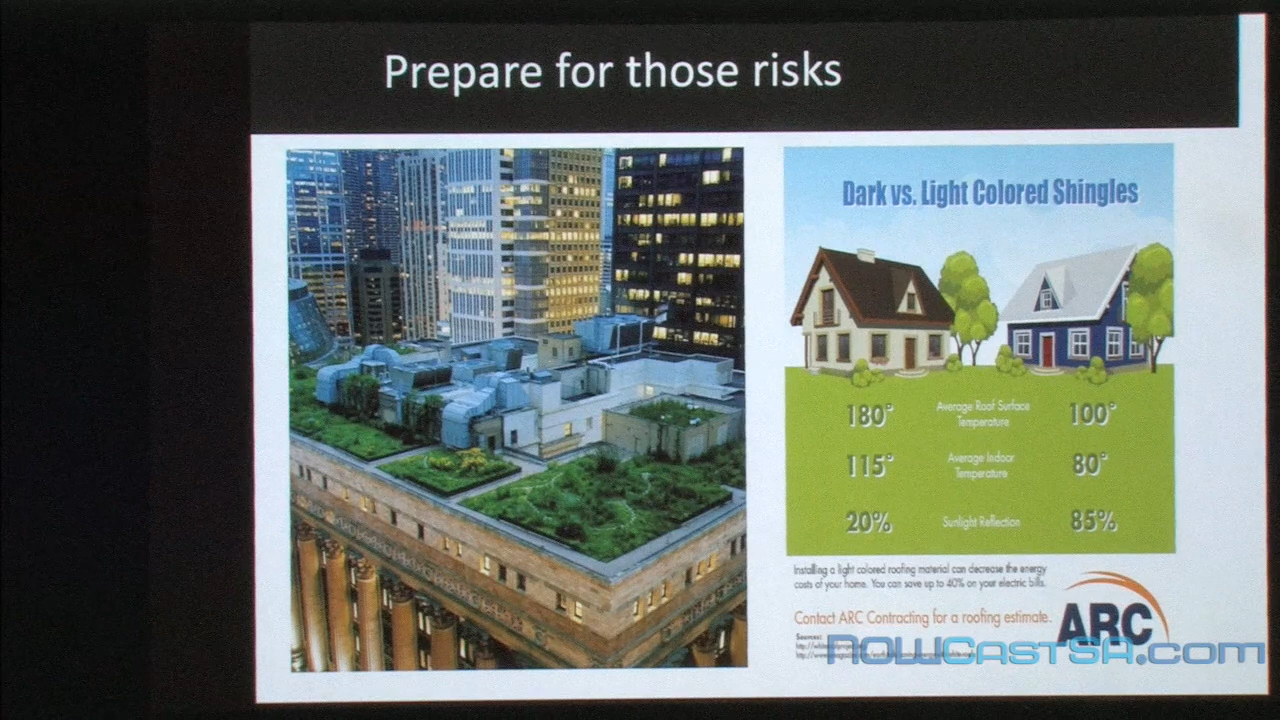 Prepare for those risks
Dark vs. Light Colored Shingles
180° Average Roof Surface Temperature 100°
115° Average Indoor Temperature 80°
20% Sunlight Reflection 85%
Installing a light colored roofing material can decrease the energy
costs of your home. You can save up to 40% on your electric bills.
Contact ARC Contracting for a roofing estimate.
ARC
Sources:
NOWCASTSA.com